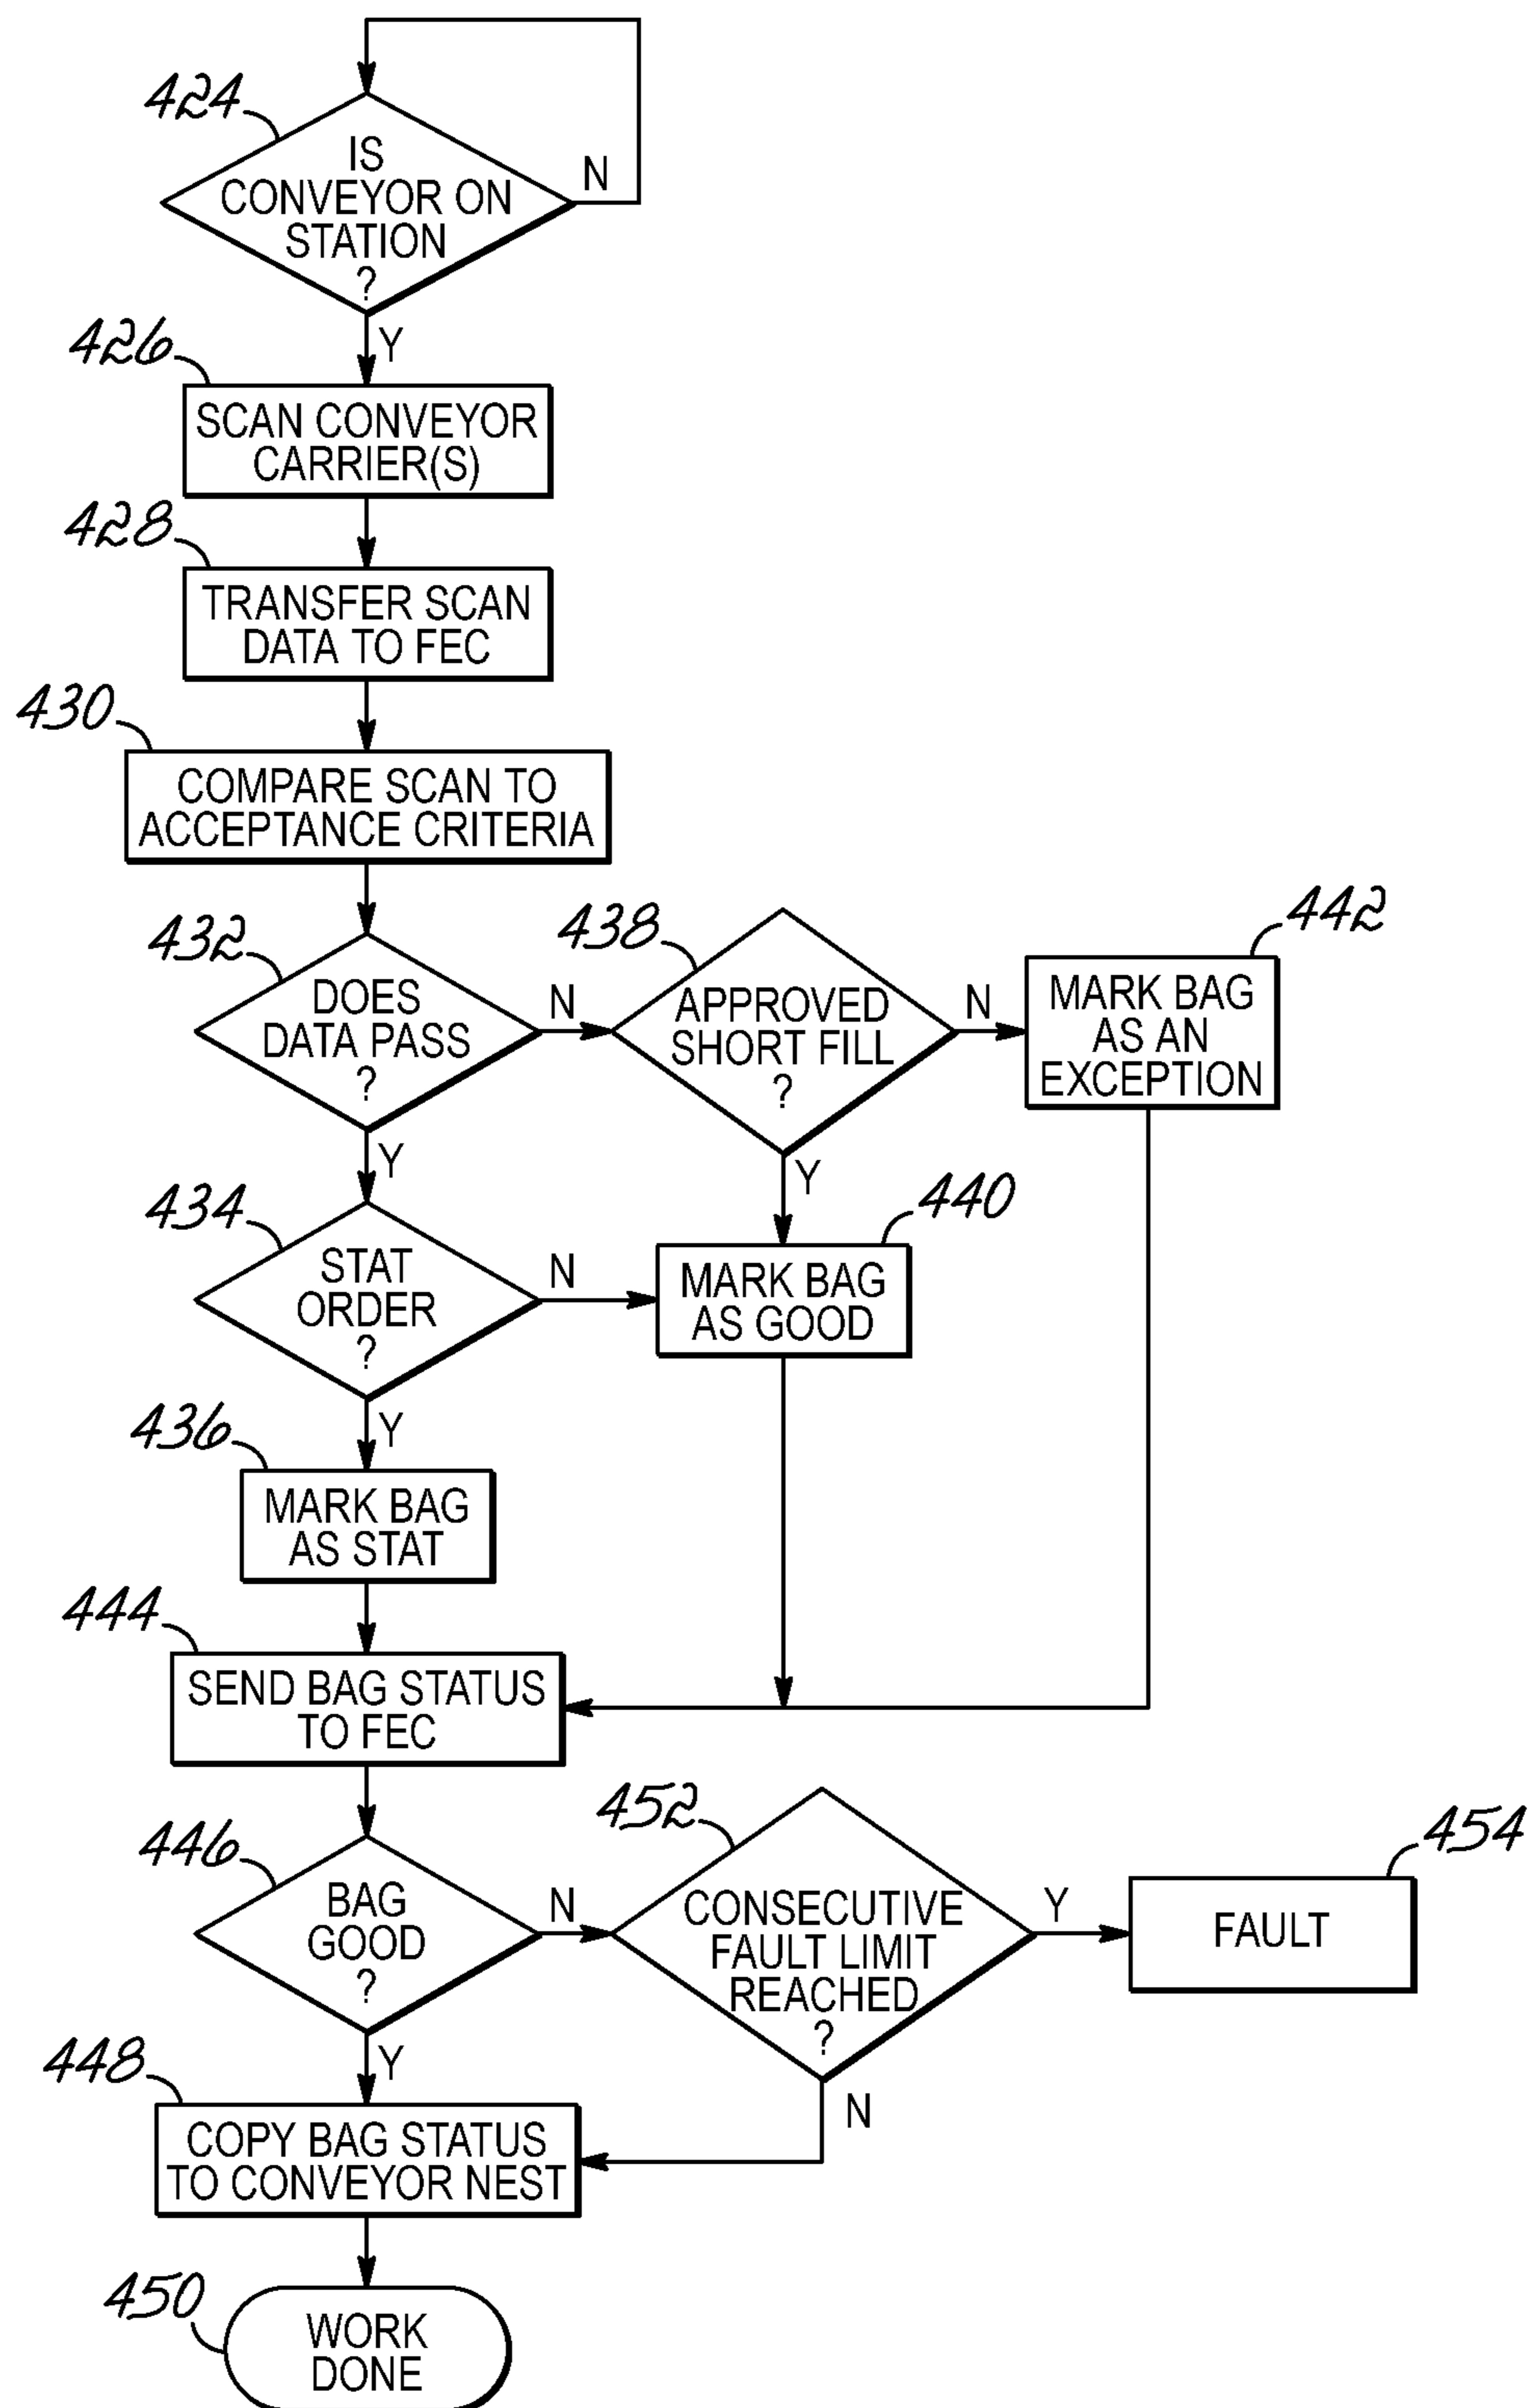 424
IS
CONVEYOR ON
STATION
?
N
Y
426
SCAN CONVEYOR
CARRIER(S)
428
TRANSFER SCAN
DATA TO FEC
430
COMPARE SCAN TO
ACCEPTANCE CRITERIA
432
DOES
DATA PASS
?
N
Y
438
APPROVED
SHORT FILL
?
N
Y
442
MARK BAG
AS AN
EXCEPTION
434
STAT
ORDER
?
N
Y
440
MARK BAG
AS GOOD
436
MARK BAG
AS STAT
444
SEND BAG STATUS
TO FEC
446
BAG
GOOD
?
N
Y
452
CONSECUTIVE
FAULT LIMIT
REACHED
?
Y
N
454
FAULT
448
COPY BAG STATUS
TO CONVEYOR NEST
450
WORK
DONE